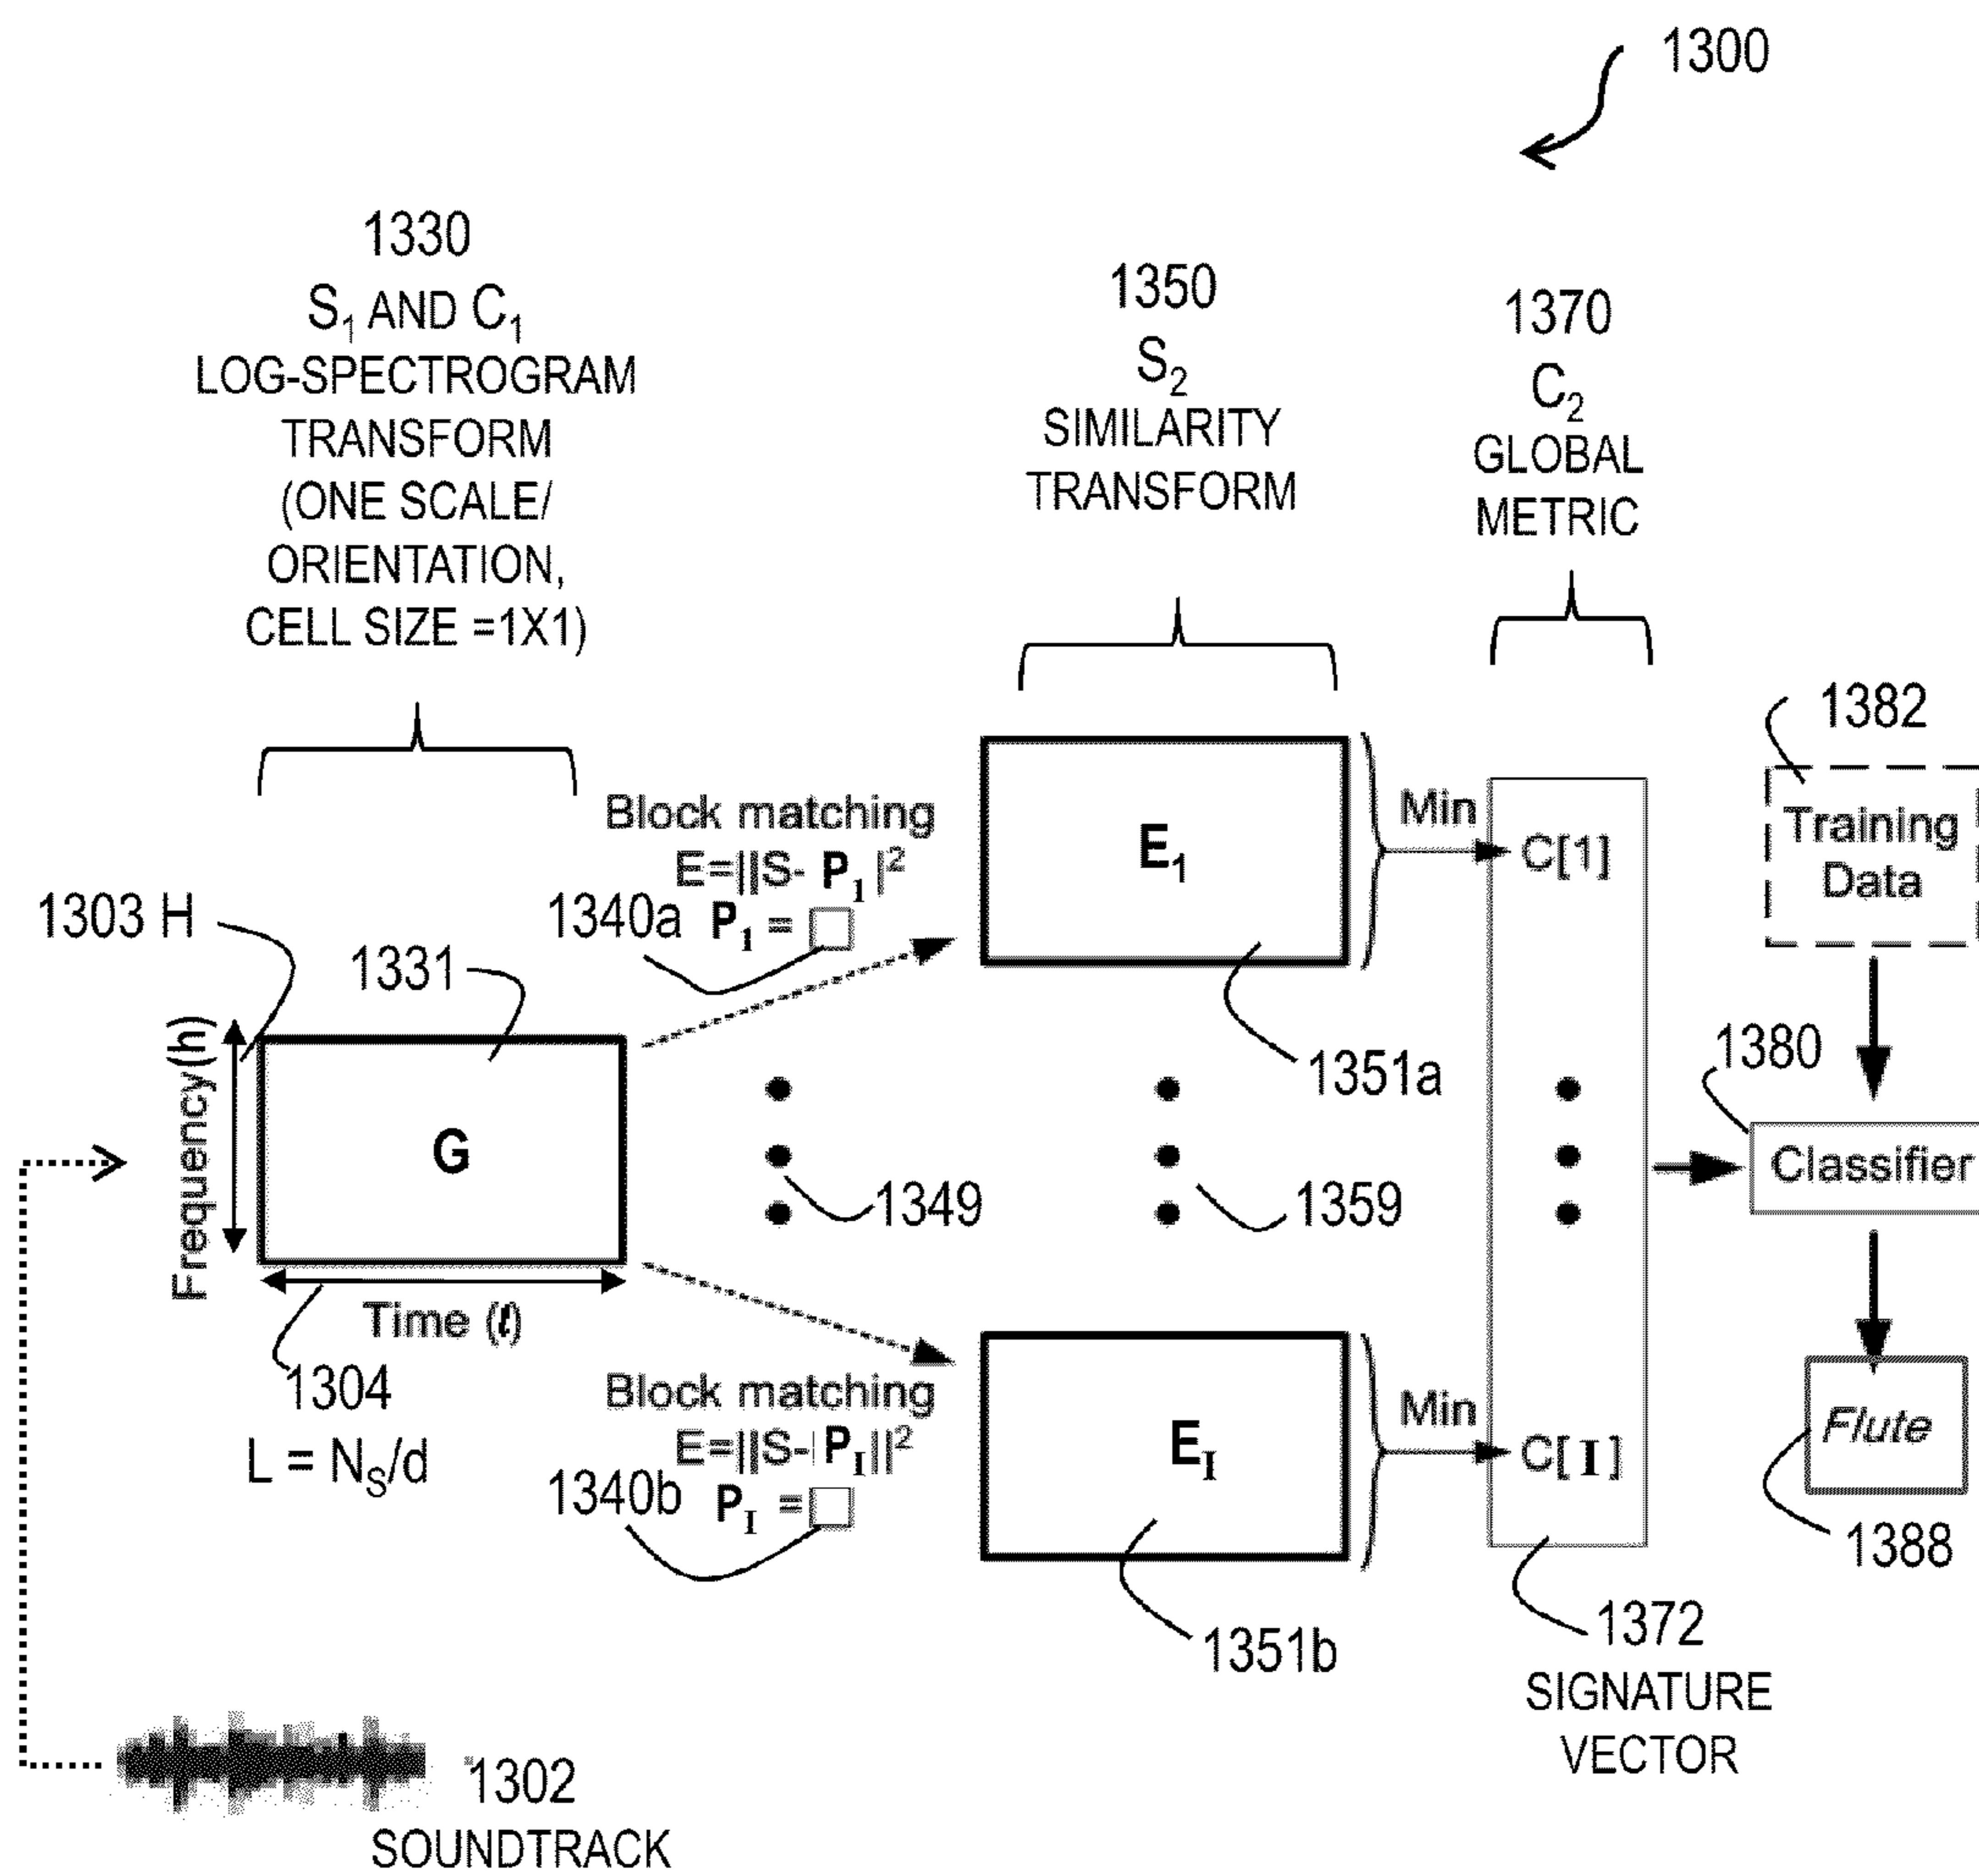 1300
1330
S₁ AND C₁
LOG-SPECTROGRAM
TRANSFORM
(ONE SCALE/
ORIENTATION,
CELL SIZE =1X1)
1350
S₂
SIMILARITY
TRANSFORM
1370
C₂
GLOBAL
METRIC
1382
Training
Data
Block matching
E=||S- P₁|²
1340a P₁ =
E₁
Min
C[1]
1303 H
1331
1351a
Frequency(h)
G
1349
1359
1380
Classifier
Time (ℓ)
1304
L = Nₛ/d
Block matching
E=||S-| P_I||²
1340b P_I =
E_I
Min
C[I]
Flute
1388
1351b
1372
SIGNATURE
VECTOR
1302
SOUNDTRACK